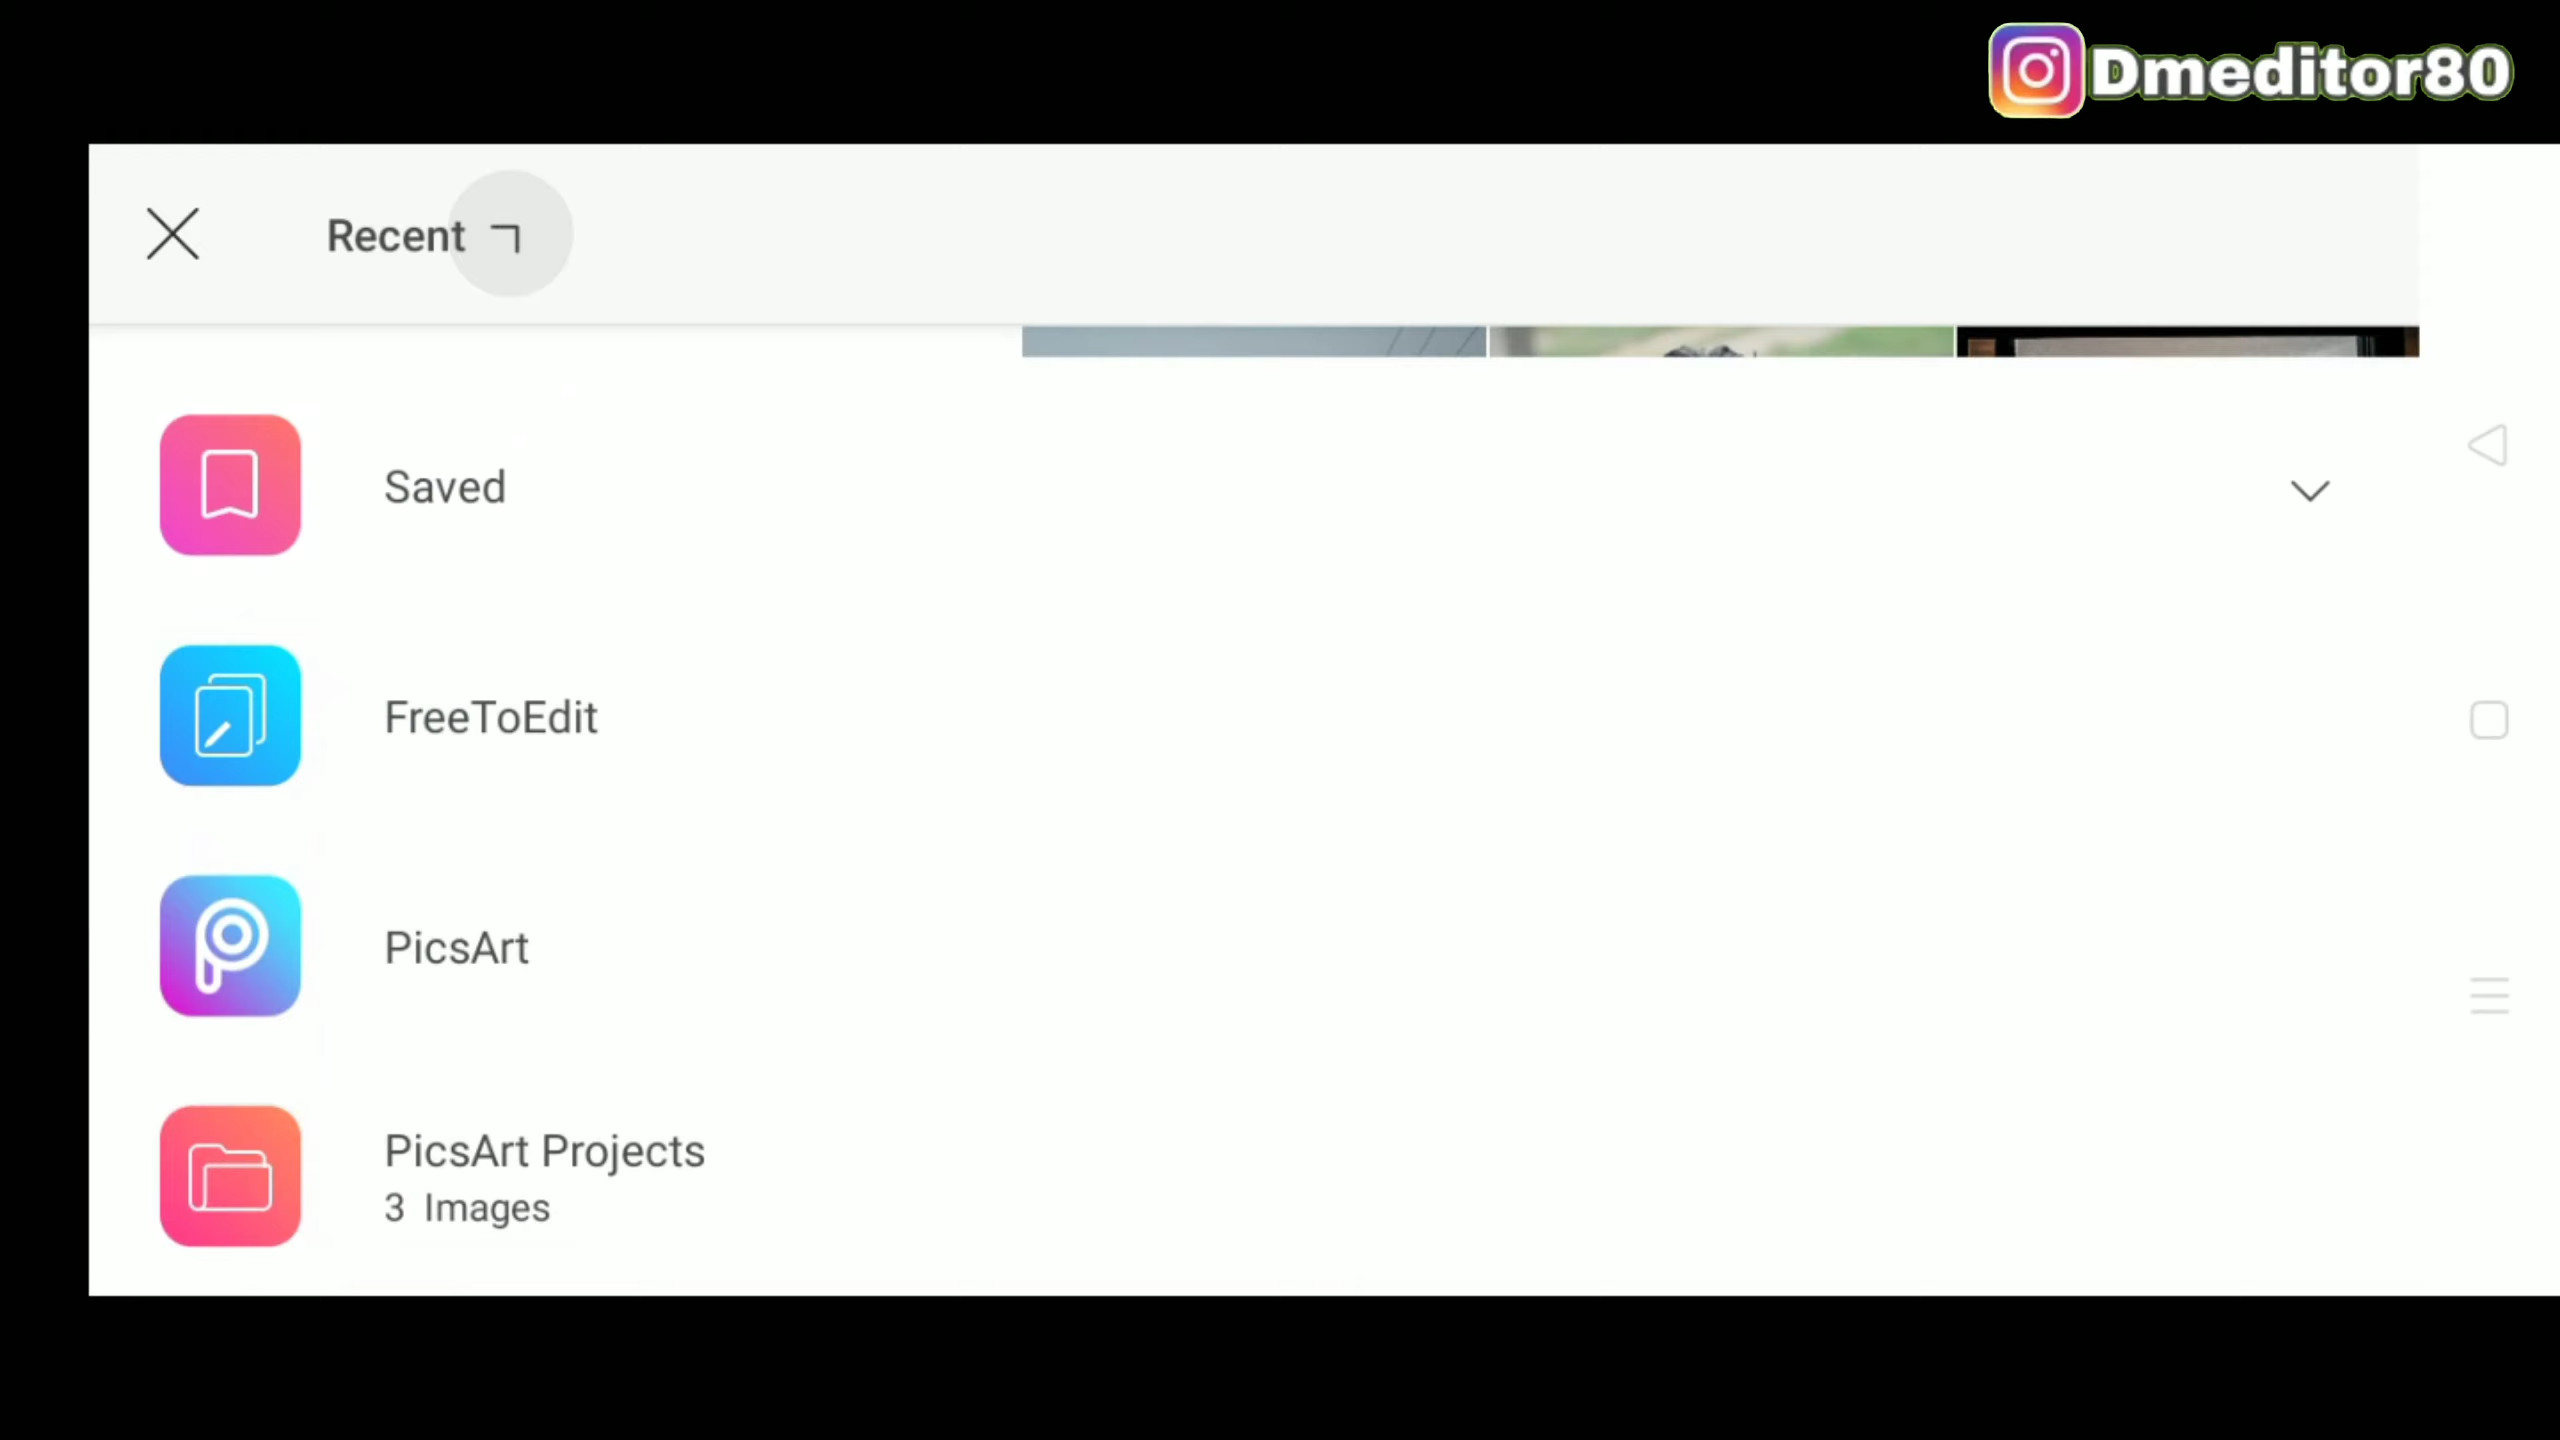 Dmeditor80
Recent
Saved
FreeToEdit
PicsArt
PicsArt Projects
3 Images